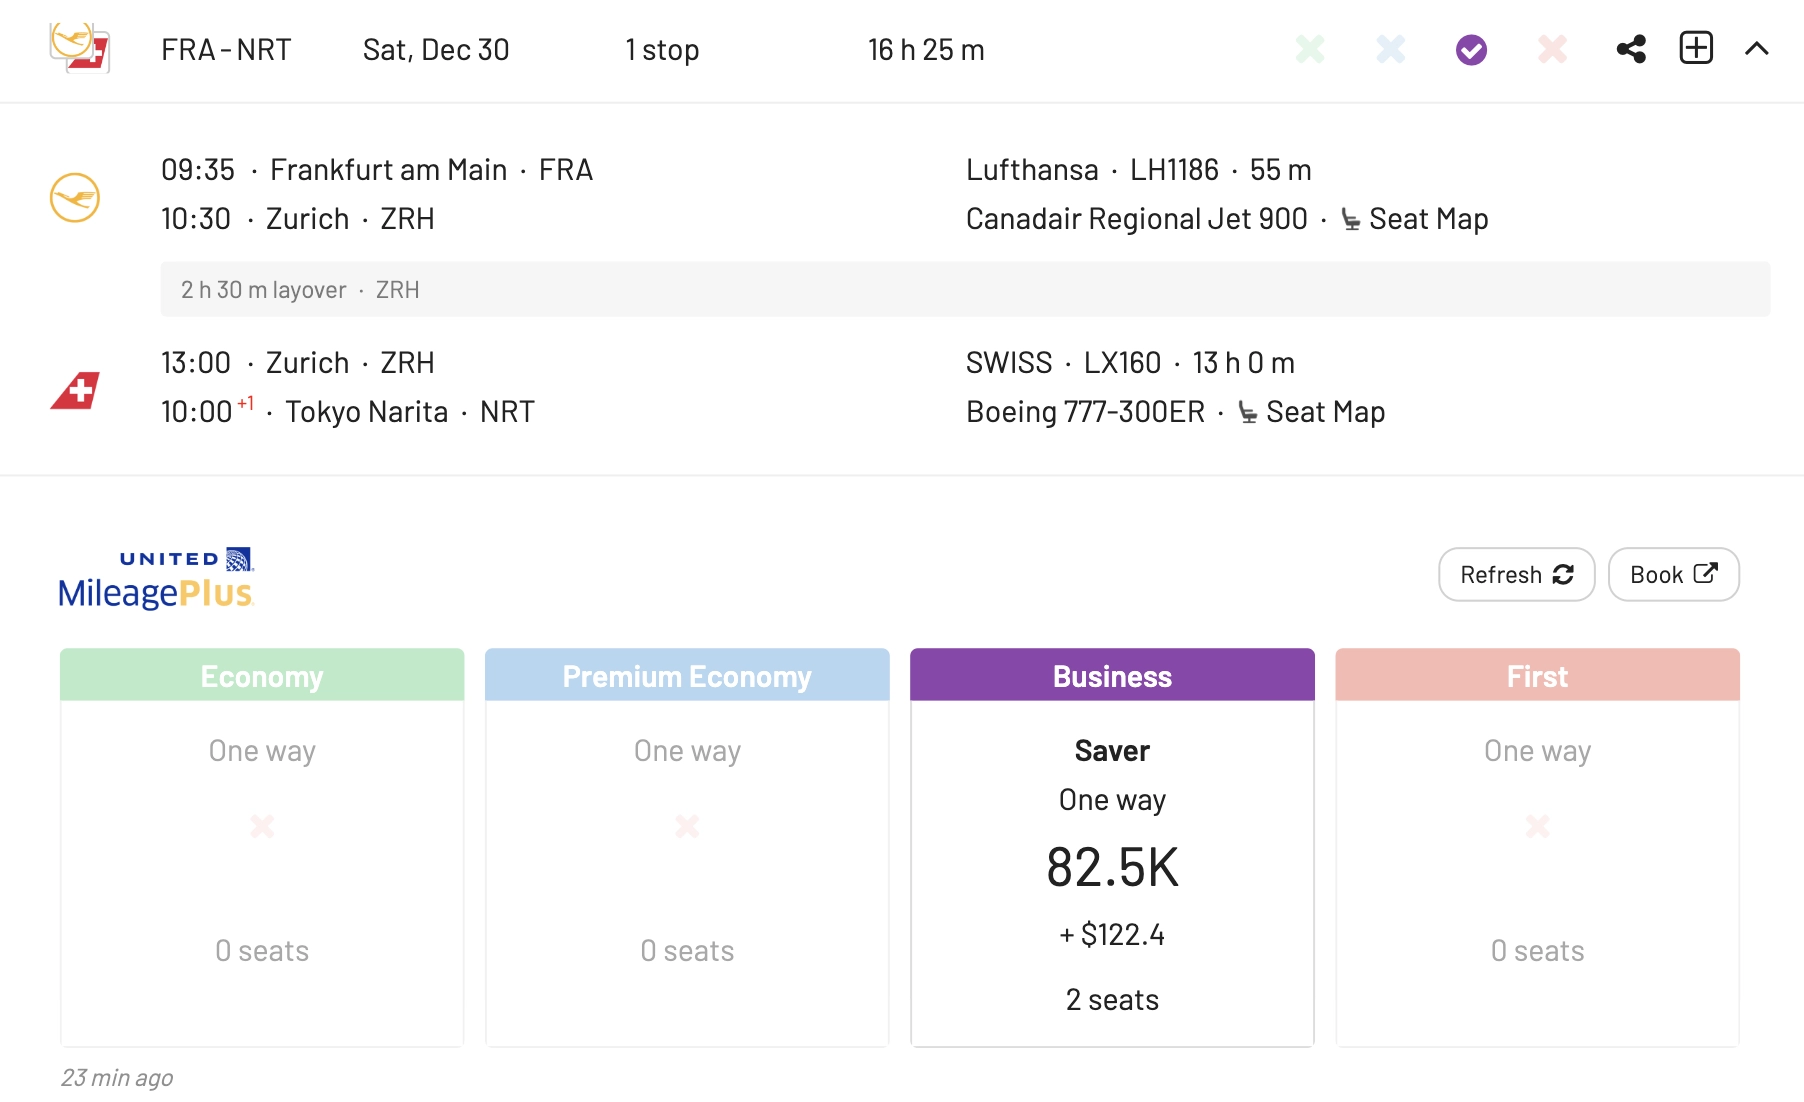 FRA - NRT Sat, Dec 30 1 stop 16 h 25 m
09:35 · Frankfurt am Main · FRA Lufthansa · LH1186 · 55 m
10:30 · Zurich · ZRH Canadair Regional Jet 900 · Seat Map
2 h 30 m layover · ZRH
13:00 · Zurich · ZRH SWISS · LX160 · 13 h 0 m
10:00 +1 · Tokyo Narita · NRT Boeing 777-300ER · Seat Map
UNITED
MileagePlus
Refresh Book
Economy Premium Economy Business First
One way One way Saver One way
One way
82.5K
+ $122.4
0 seats 0 seats 2 seats 0 seats
23 min ago